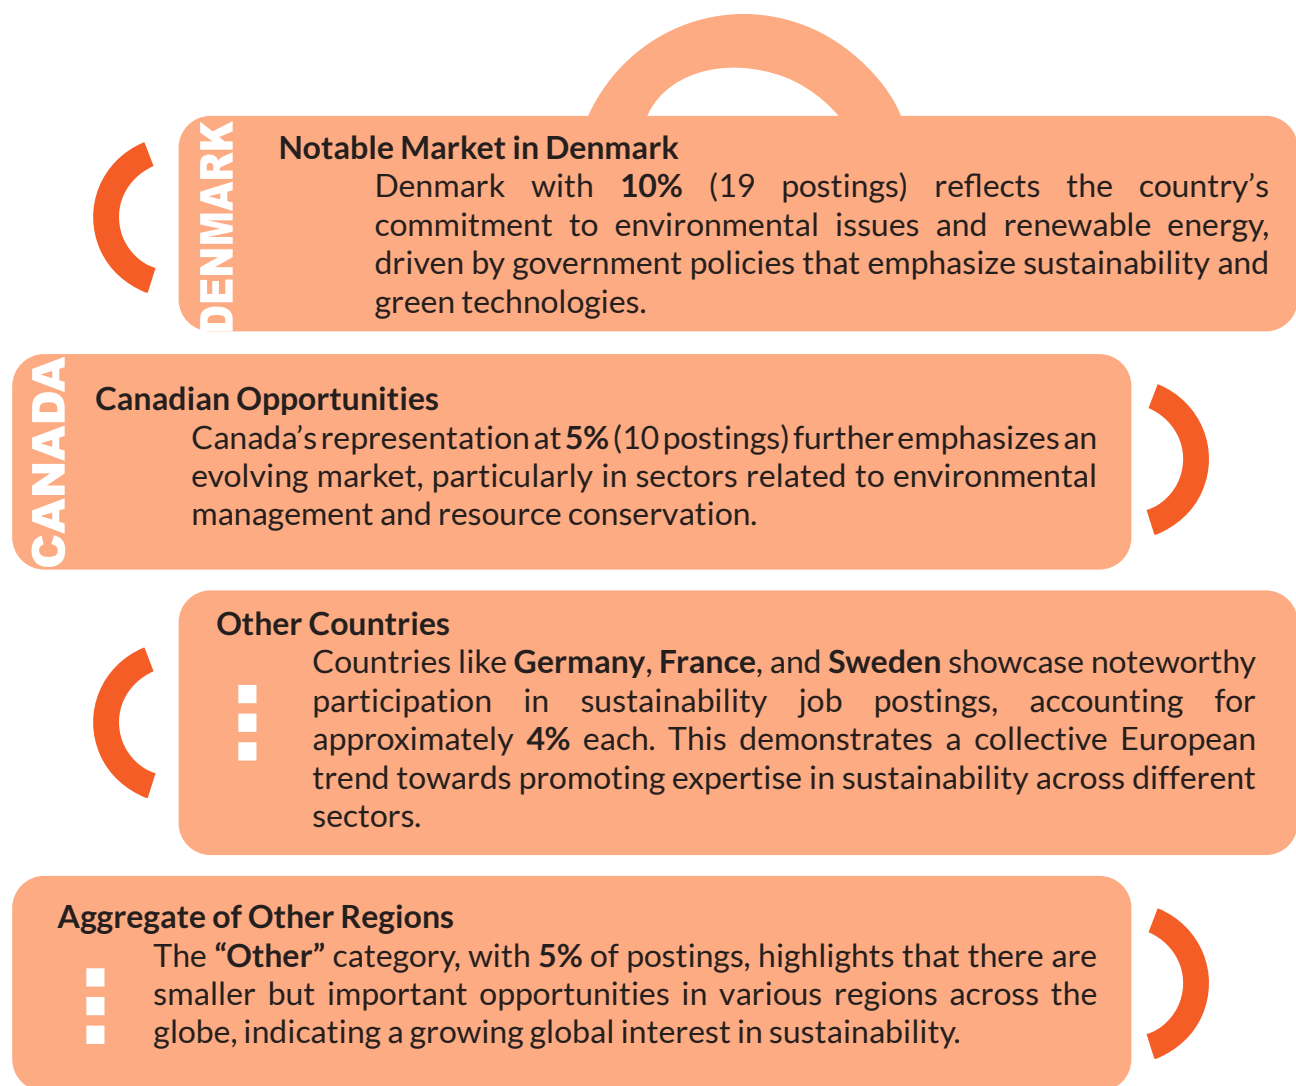 DENMARK
Notable Market in Denmark
Denmark with 10% (19 postings) reflects the country’s
commitment to environmental issues and renewable energy,
driven by government policies that emphasize sustainability and
green technologies.
CANADA
Canadian Opportunities
Canada’s representation at 5% (10 postings) further emphasizes an
evolving market, particularly in sectors related to environmental
management and resource conservation.
Other Countries
Countries like Germany, France, and Sweden showcase noteworthy
participation in sustainability job postings, accounting for
approximately 4% each. This demonstrates a collective European
trend towards promoting expertise in sustainability across different
sectors.
Aggregate of Other Regions
The “Other” category, with 5% of postings, highlights that there are
smaller but important opportunities in various regions across the
globe, indicating a growing global interest in sustainability.